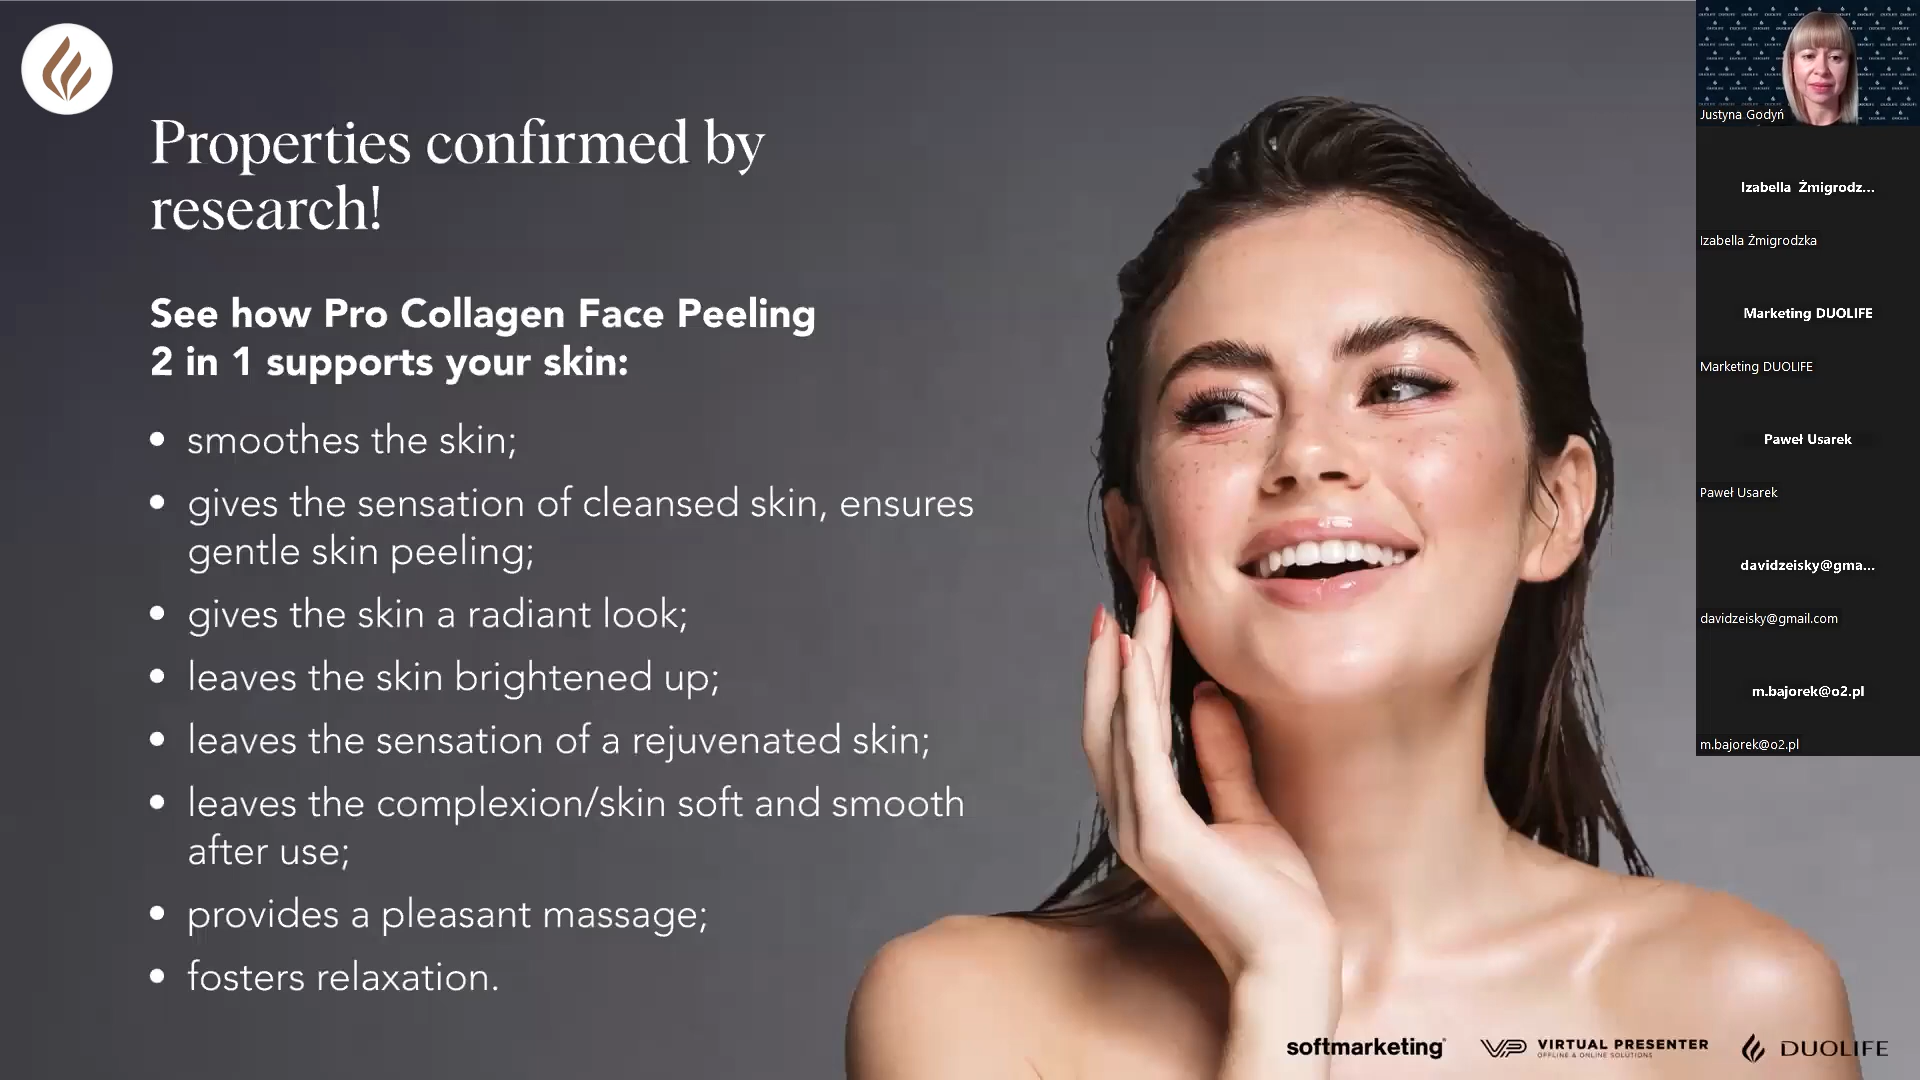 Properties confirmed by
research!
See how Pro Collagen Face Peeling
2 in 1 supports your skin:
• smoothes the skin;
• gives the sensation of cleansed skin, ensures
gentle skin peeling;
• gives the skin a radiant look;
• leaves the skin brightened up;
• leaves the sensation of a rejuvenated skin;
• leaves the complexion/skin soft and smooth
after use;
• provides a pleasant massage;
• fosters relaxation.
Justyna Godyń
Izabella Żmigrodz...
Izabella Żmigrodzka
Marketing DUOLIFE
Marketing DUOLIFE
Paweł Usarek
Paweł Usarek
davidzeisky@gma...
davidzeisky@gmail.com
m.bajorek@o2.pl
m.bajorek@o2.pl
softmarketing
VP VIRTUAL PRESENTER
OFFLINE & ONLINE SOLUTIONS
DUOLIFE